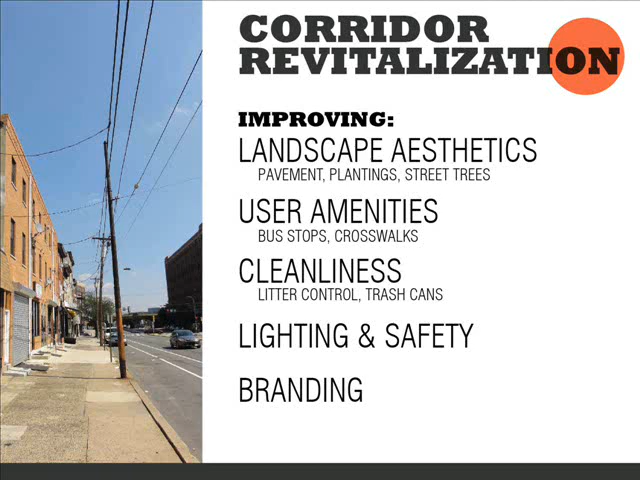 CORRIDOR
REVITALIZATION
IMPROVING:
LANDSCAPE AESTHETICS
PAVEMENT, PLANTINGS, STREET TREES
USER AMENITIES
BUS STOPS, CROSSWALKS
CLEANLINESS
LITTER CONTROL, TRASH CANS
LIGHTING & SAFETY
BRANDING